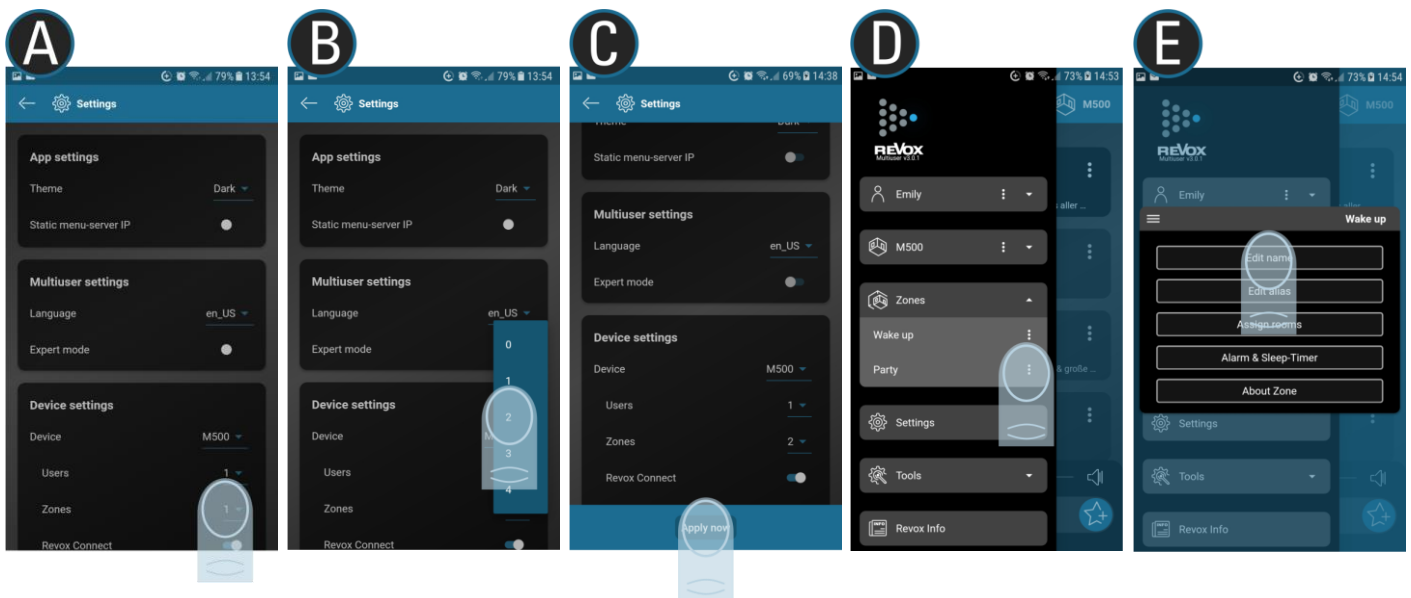 A
79% 13:54
Settings
App settings
Theme Dark
Static menu-server IP
Multiuser settings
Language en_US
Expert mode
Device settings
Device M500
Users 1
Zones 1
Revox Connect
B
79% 13:54
Settings
App settings
Theme Dark
Static menu-server IP
Multiuser settings
Language en_US
0
Expert mode
1
Device settings
2
Device M
3
Users
4
Zones
Revox Connect
C
69% 14:38
Settings
Theme Dark
Static menu-server IP
Multiuser settings
Language en_US
Expert mode
Device settings
Device M500
Users 1
Zones 2
Revox Connect
Apply now
D
73% 14:53
M500
REVOX
Multiuser v3.0.1
Emily
s aller ...
M500
Zones
Wake up
Party
& große ...
Settings
Tools
Revox Info
E
73% 14:54
M500
REVOX
Multiuser v3.0.1
Emily
Wake up
Edit name
Edit alias
Assign rooms
Alarm & Sleep-Timer
About Zone
Settings
Tools
Revox Info